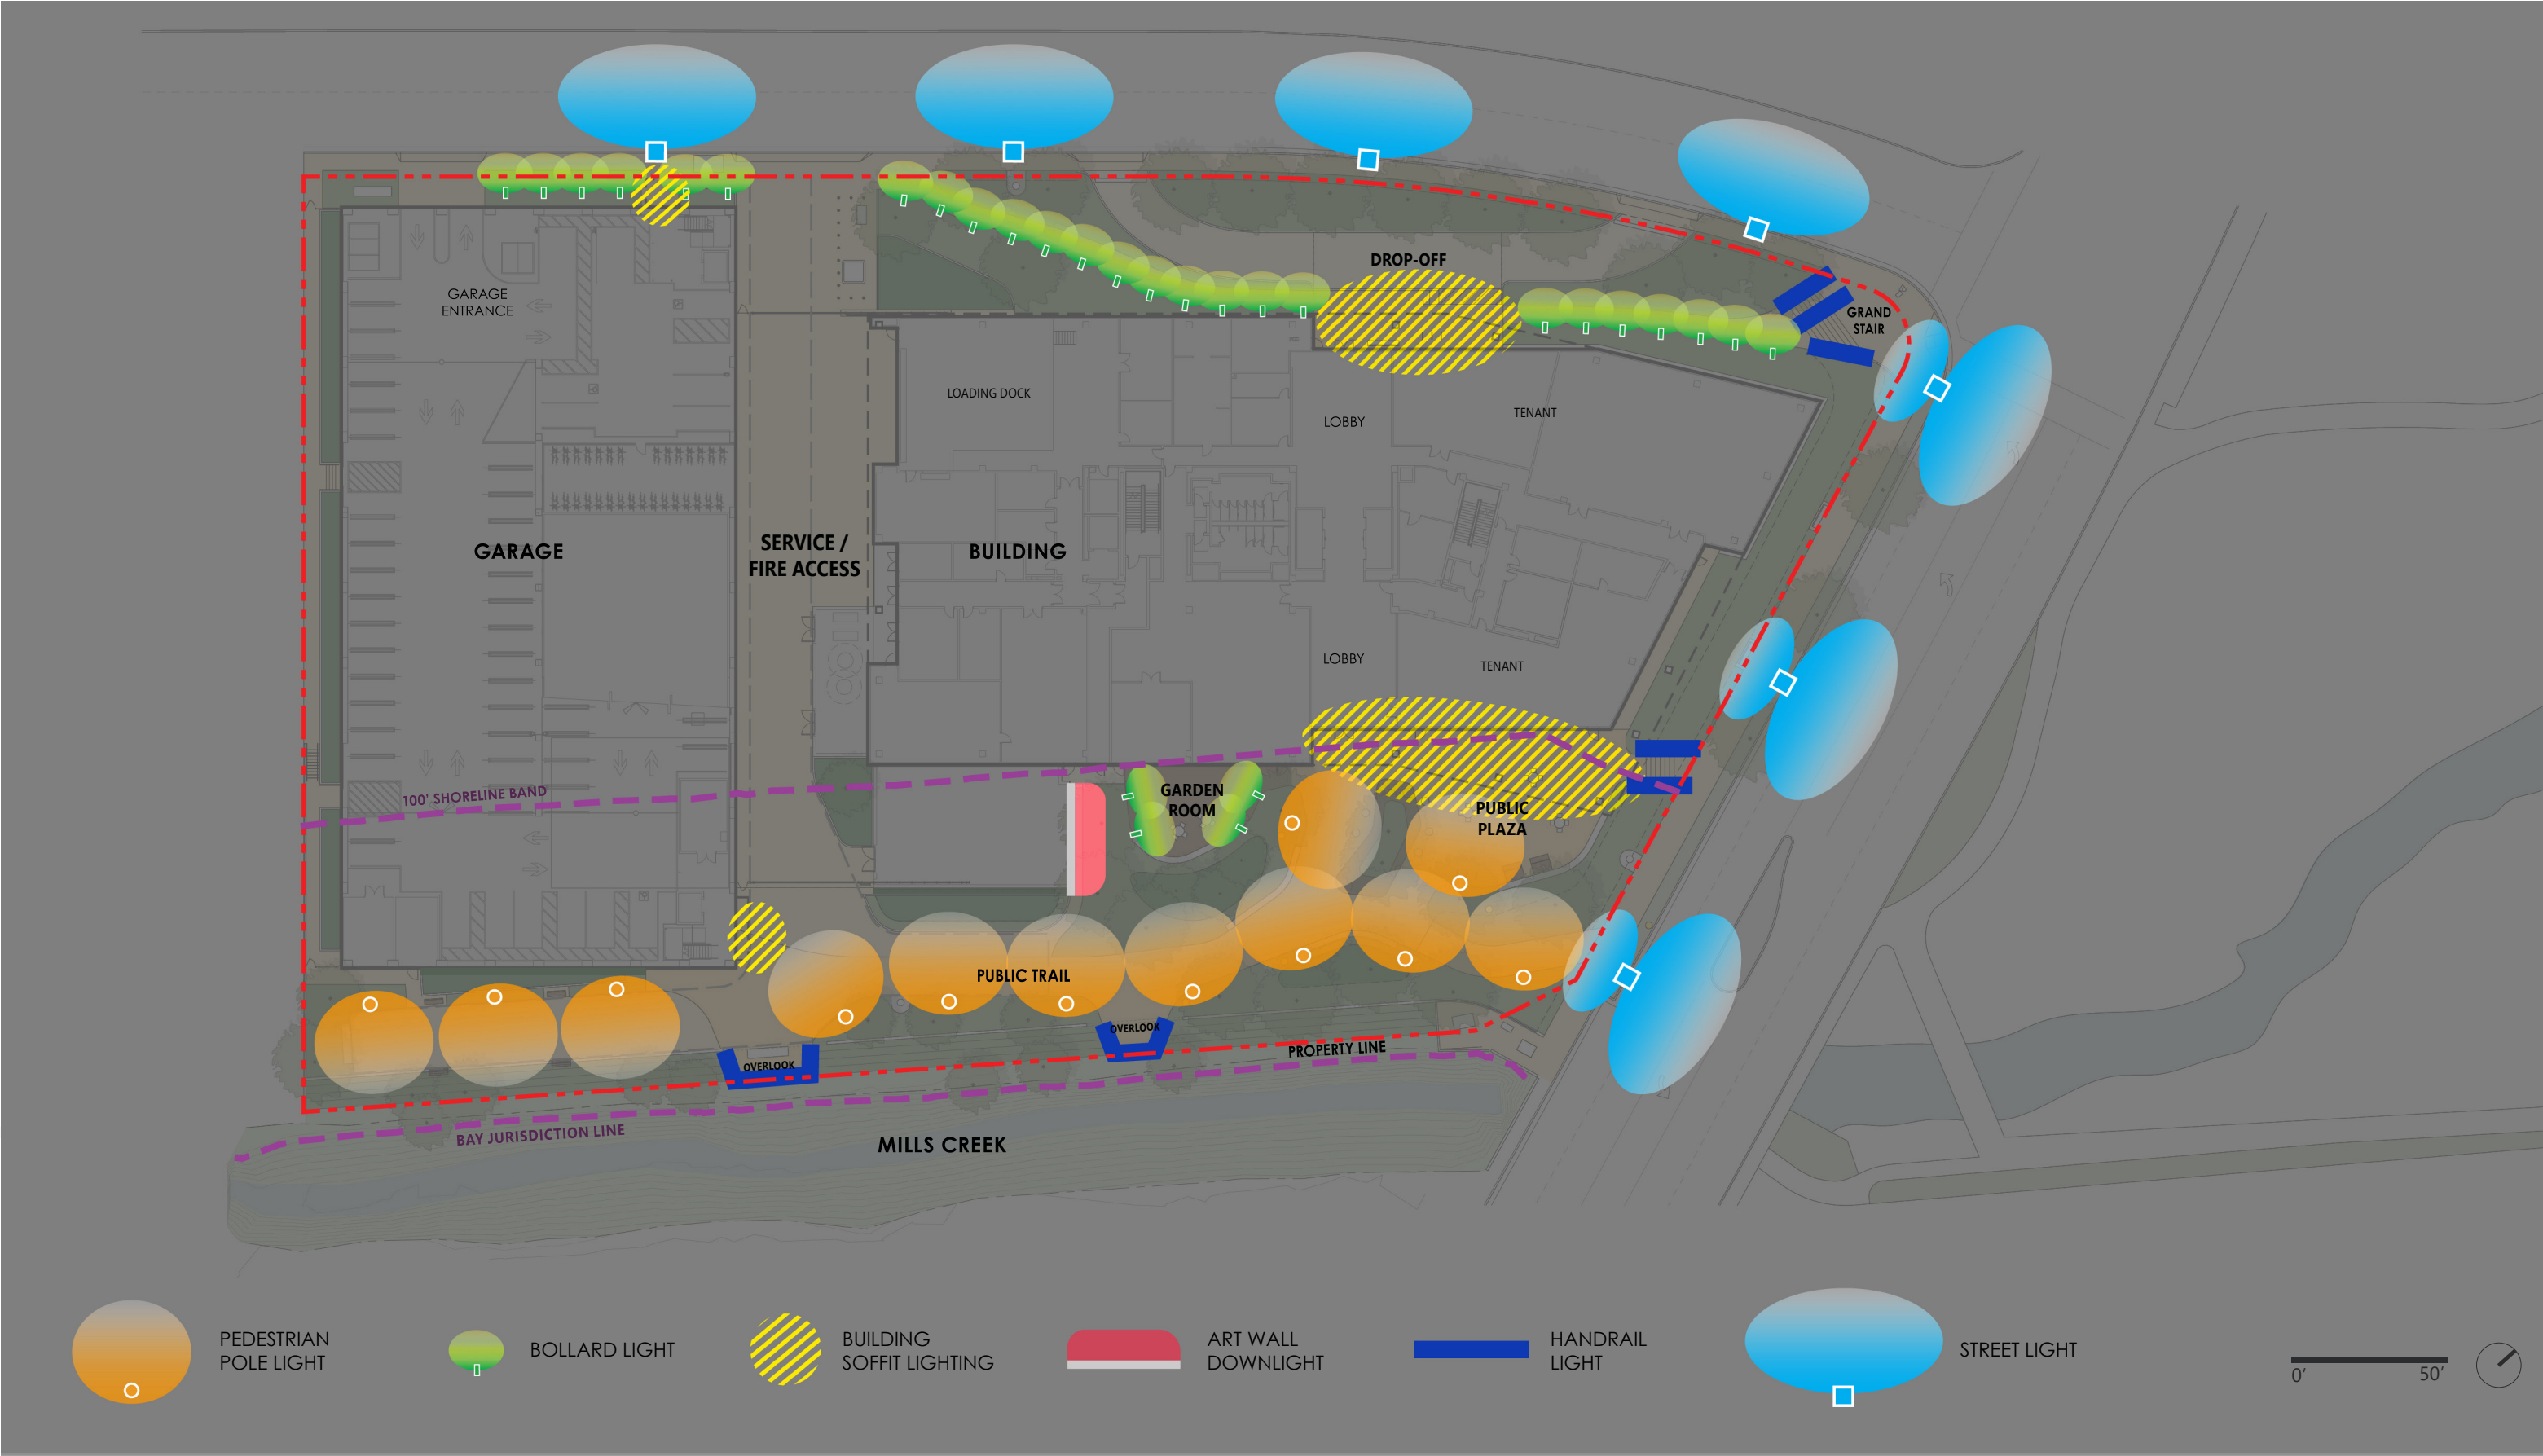 DROP-OFF
GARAGE
ENTRANCE
GRAND
STAIR
LOADING DOCK
LOBBY
TENANT
GARAGE
SERVICE /
FIRE ACCESS
BUILDING
LOBBY
TENANT
100' SHORELINE BAND
GARDEN
ROOM
PUBLIC
PLAZA
PUBLIC TRAIL
OVERLOOK
OVERLOOK
PROPERTY LINE
BAY JURISDICTION LINE
MILLS CREEK
PEDESTRIAN
POLE LIGHT
BOLLARD LIGHT
BUILDING
SOFFIT LIGHTING
ART WALL
DOWNLIGHT
HANDRAIL
LIGHT
STREET LIGHT
0'
50'